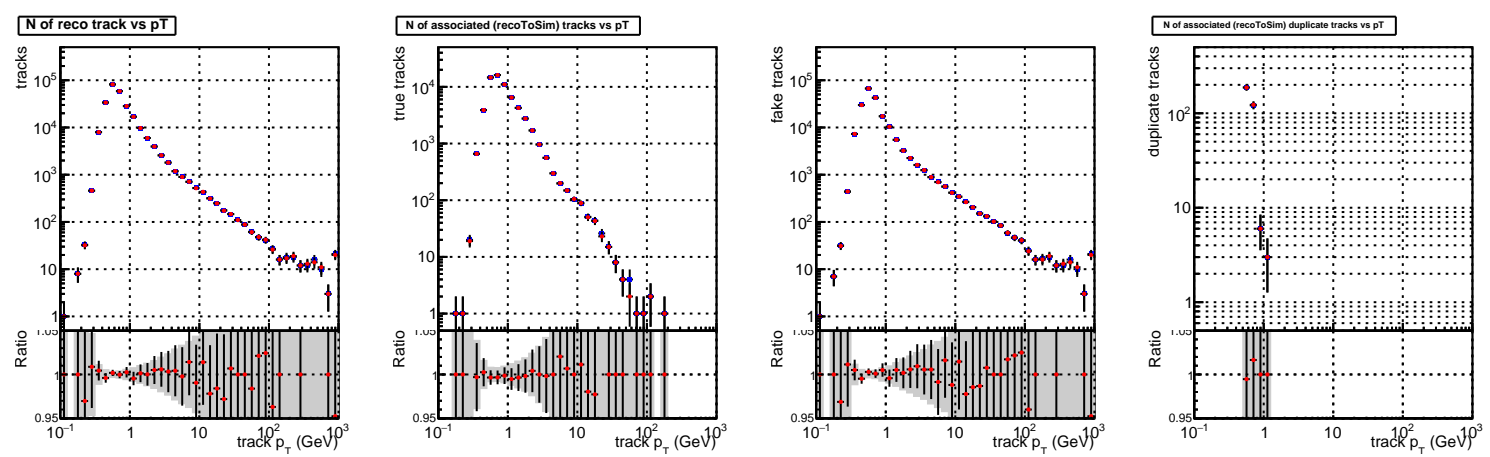 N of reco track vs pT
N of associated (recoToSim) tracks vs pT
N of associated (recoToSim) duplicate tracks vs pT
tracks
10^5
10^4
10^3
10^2
10
1
Ratio
1.05
1
0.95
10^-1 1 10 10^2 10^3
track p_T (GeV)
true tracks
10^4
10^3
10^2
10
1
Ratio
1.05
1
0.95
10^-1 1 10 10^2 10^3
track p_T (GeV)
fake tracks
10^5
10^4
10^3
10^2
10
1
Ratio
1.05
1
0.95
10^-1 1 10 10^2 10^3
track p_T (GeV)
duplicate tracks
10^2
10
1
Ratio
1.05
1
0.95
10^-1 1 10 10^2 10^3
track p_T (GeV)